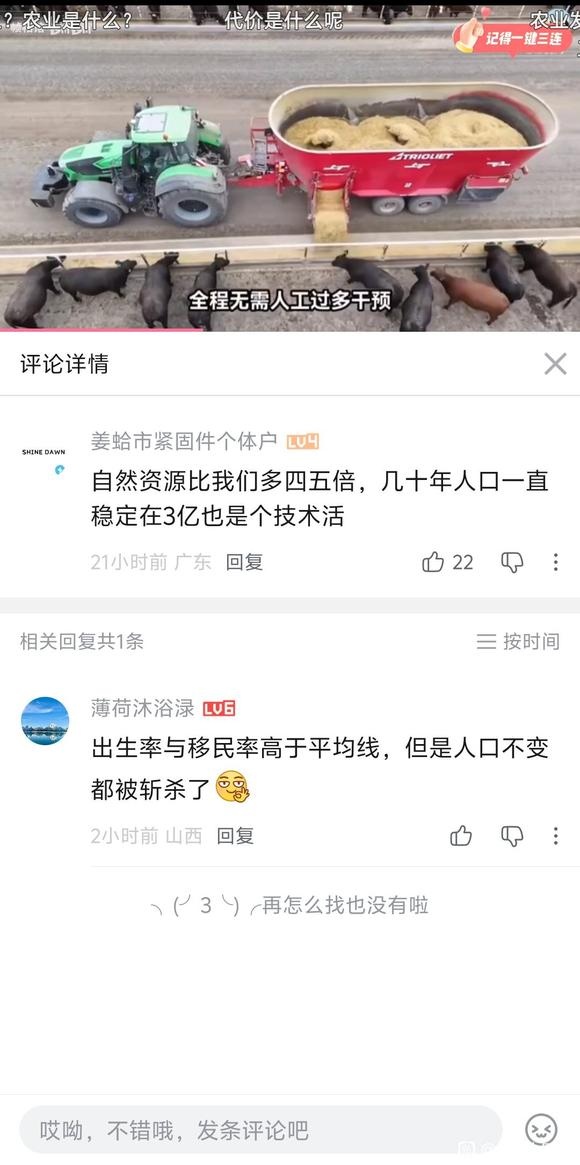 ？农业是什么？
代价是什么呢
农业发
记得一键三连
TRIOLIET
全程无需人工过多干预
评论详情
SHINE DAWN
姜蛤市紧固件个体户 LV4
自然资源比我们多四五倍，几十年人口一直
稳定在3亿也是个技术活
21小时前 广东 回复
22
相关回复共1条
按时间
薄荷沐浴渌 LV6
出生率与移民率高于平均线，但是人口不变
都被斩杀了
2小时前 山西 回复
╮(╯3╰)╭再怎么找也没有啦
哎呦，不错哦，发条评论吧